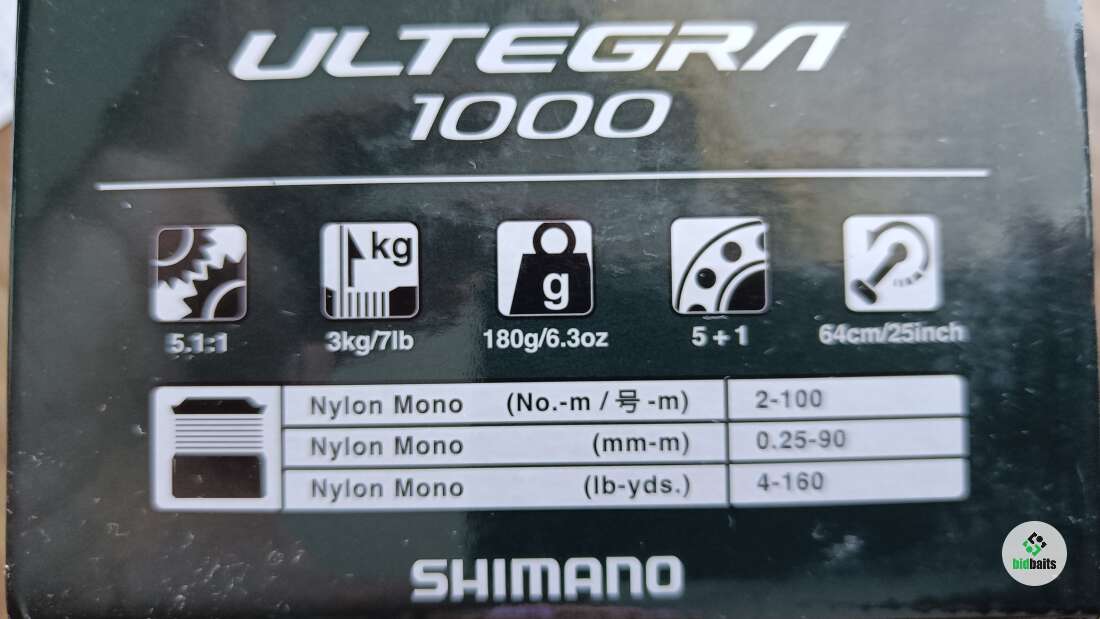 ULTEGRA
1000
kg
g
5.1:1
3kg/7lb
180g/6.3oz
5+1
64cm/25inch
Nylon Mono (No.-m / 号 -m) 2-100
Nylon Mono (mm-m) 0.25-90
Nylon Mono (lb-yds.) 4-160
SHIMANO
bidbaits